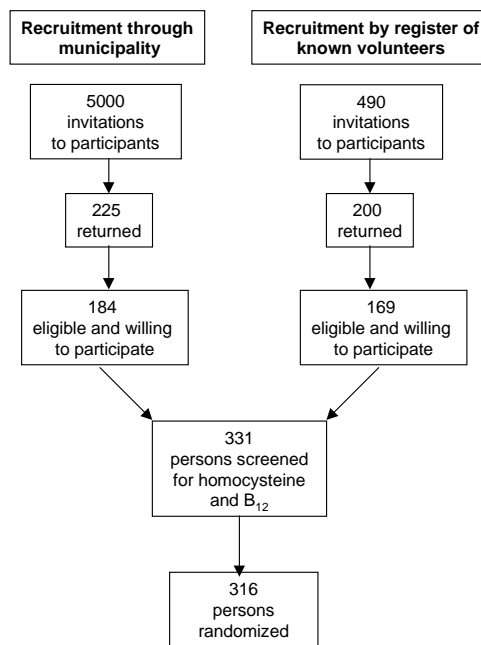 Recruitment through
municipality
Recruitment by register of
known volunteers
5000
invitations
to participants
490
invitations
to participants
225
returned
200
returned
184
eligible and willing
to participate
169
eligible and willing
to participate
331
persons screened
for homocysteine
and B₁₂
316
persons
randomized